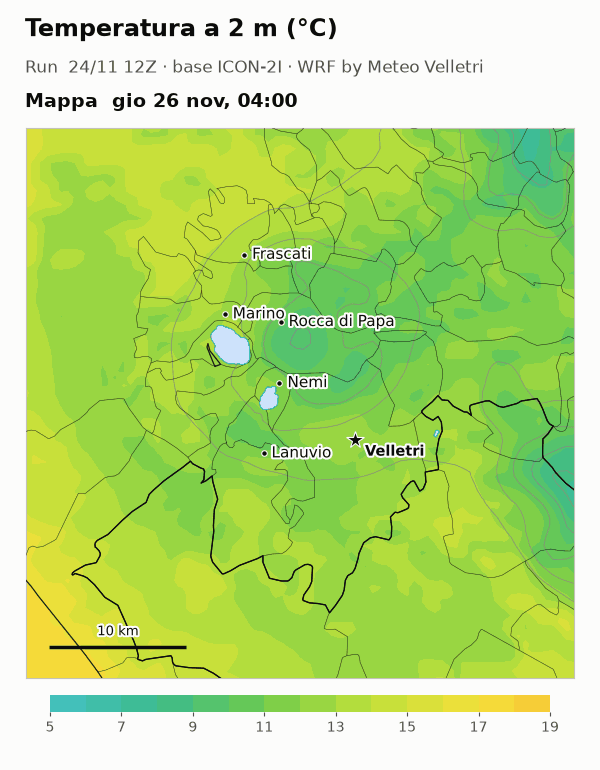 Temperatura a 2 m (°C)
Run  24/11 12Z · base ICON-2I · WRF by Meteo Velletri
Mappa  gio 26 nov, 04:00
Frascati
Marino
Rocca di Papa
Nemi
Velletri
Lanuvio
10 km
5 7 9 11 13 15 17 19